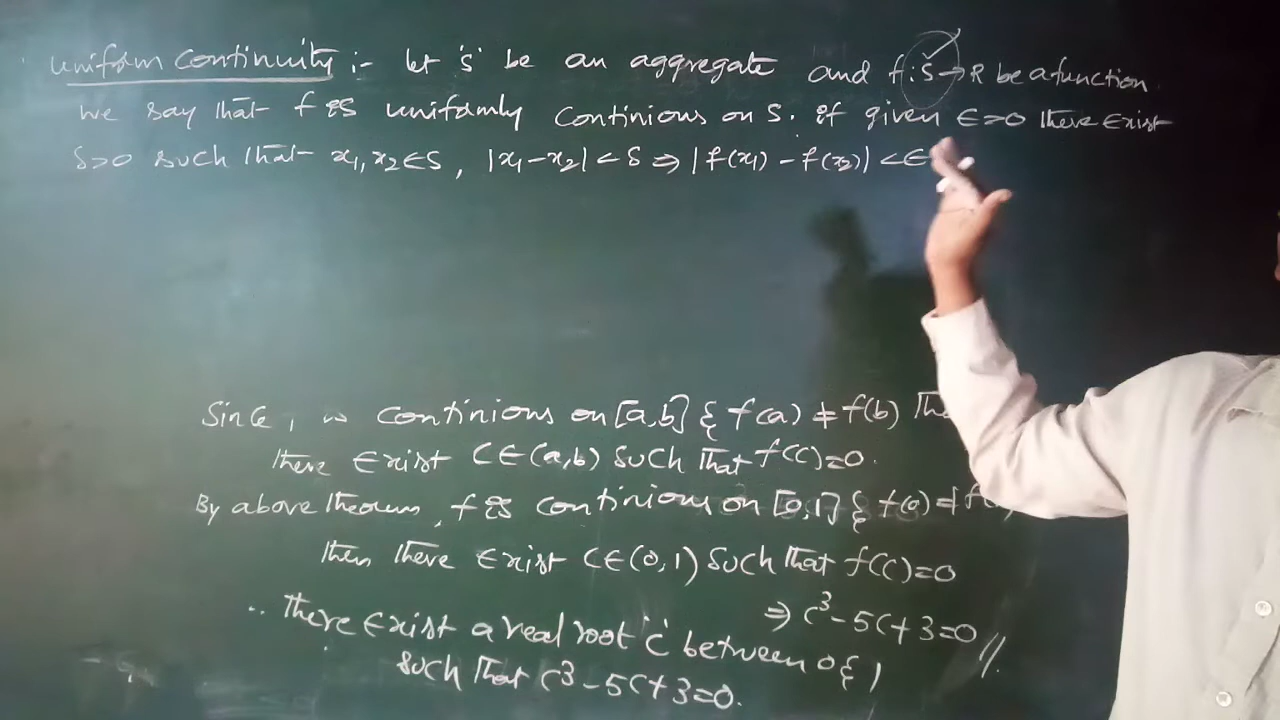 Uniform Continuity :- let 's' be an aggregate and f : S → R be a function
we say that f is uniformly continious on S. if given ∈>0 there exist
δ>0 such that x₁, x₂ ∈ S, |x₁ - x₂| < δ ⇒ |f(x₁) - f(x₂)| < ∈
Since, is continious on [a,b] & f(a) ≠ f(b)
there exist C∈(a,b) such that f(c)=0.
By above theorem, f is continious on [0,1] & f(0) ≠
then there exist C∈(0,1) such that f(c)=0
⇒ c³ - 5c + 3 = 0 //.
∴ there exist a real root 'c' between 0 & 1
such that c³ - 5c + 3 = 0.